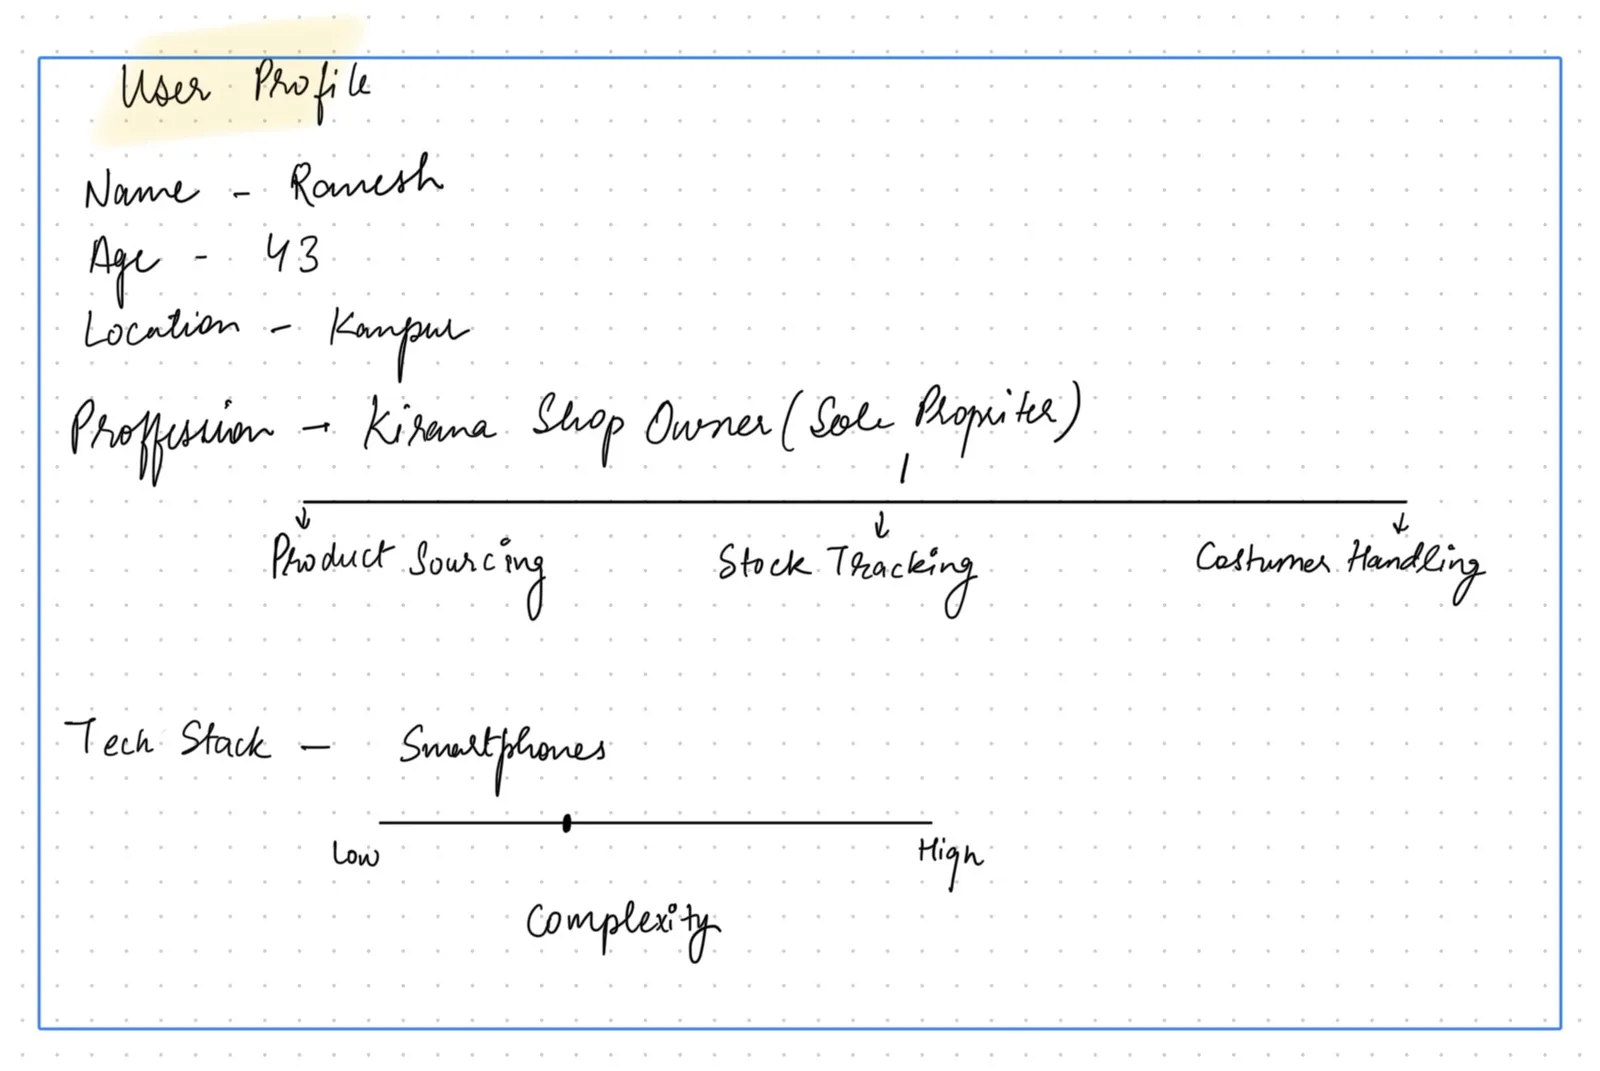 User Profile
Name - Ramesh
Age - 43
Location - Kanpur
Proffession → Kirana Shop Owner (Sole Propriter)
Product Sourcing Stock Tracking Costumer Handling
Tech Stack - Smartphones
Low High
Complexity